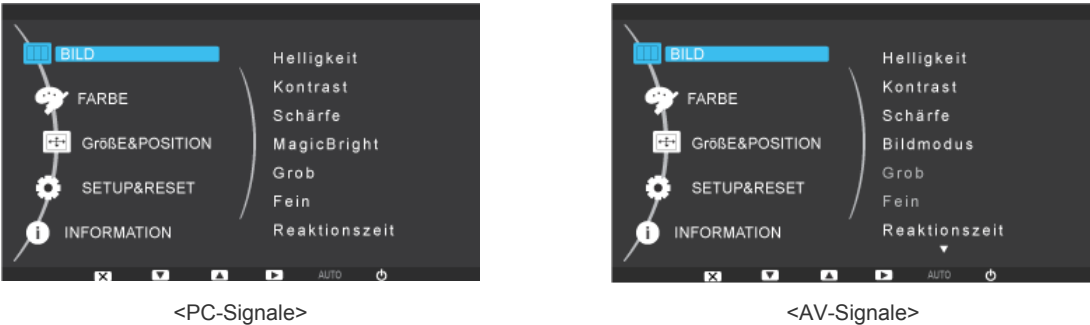 BILD
FARBE
GrößE&POSITION
SETUP&RESET
INFORMATION
Helligkeit
Kontrast
Schärfe
MagicBright
Grob
Fein
Reaktionszeit
AUTO
<PC-Signale>
BILD
FARBE
GrößE&POSITION
SETUP&RESET
INFORMATION
Helligkeit
Kontrast
Schärfe
Bildmodus
Grob
Fein
Reaktionszeit
AUTO
<AV-Signale>